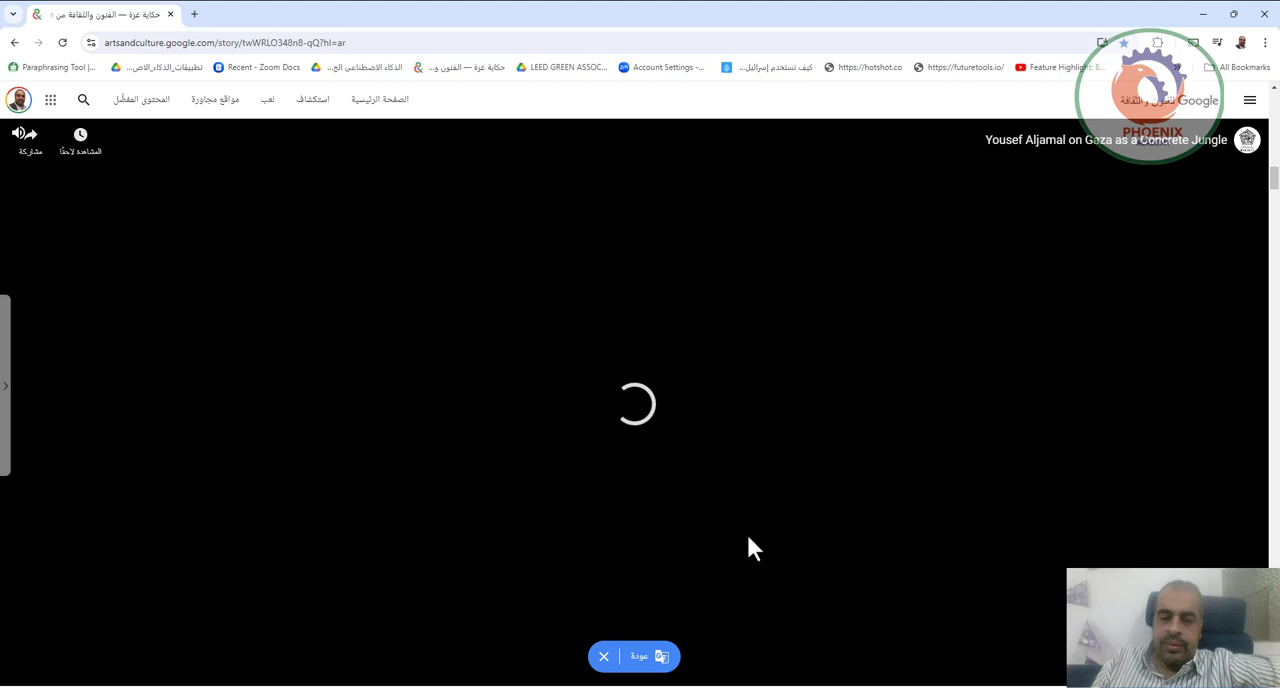 حكاية غزة — الفنون والثقافة من
artsandculture.google.com/story/twWRLO348n8-qQ?hl=ar
Paraphrasing Tool |...
تطبيقات_الذكاء_الاص...
Recent - Zoom Docs
الذكاء الاصطناعي الج...
حكاية غزة — الفنون و...
LEED GREEN ASSOC...
Account Settings -...
كيف تستخدم إسرائيل...
https://hotshot.co
https://futuretools.io/
Feature Highlight: B...
All Bookmarks
المحتوى المفضَّل
مواقع مجاورة
لعب
استكشاف
الصفحة الرئيسية
Google للفنون والثقافة
PHOENIX
مشاركة
المشاهدة لاحقًا
Yousef Aljamal on Gaza as a Concrete Jungle
عودة